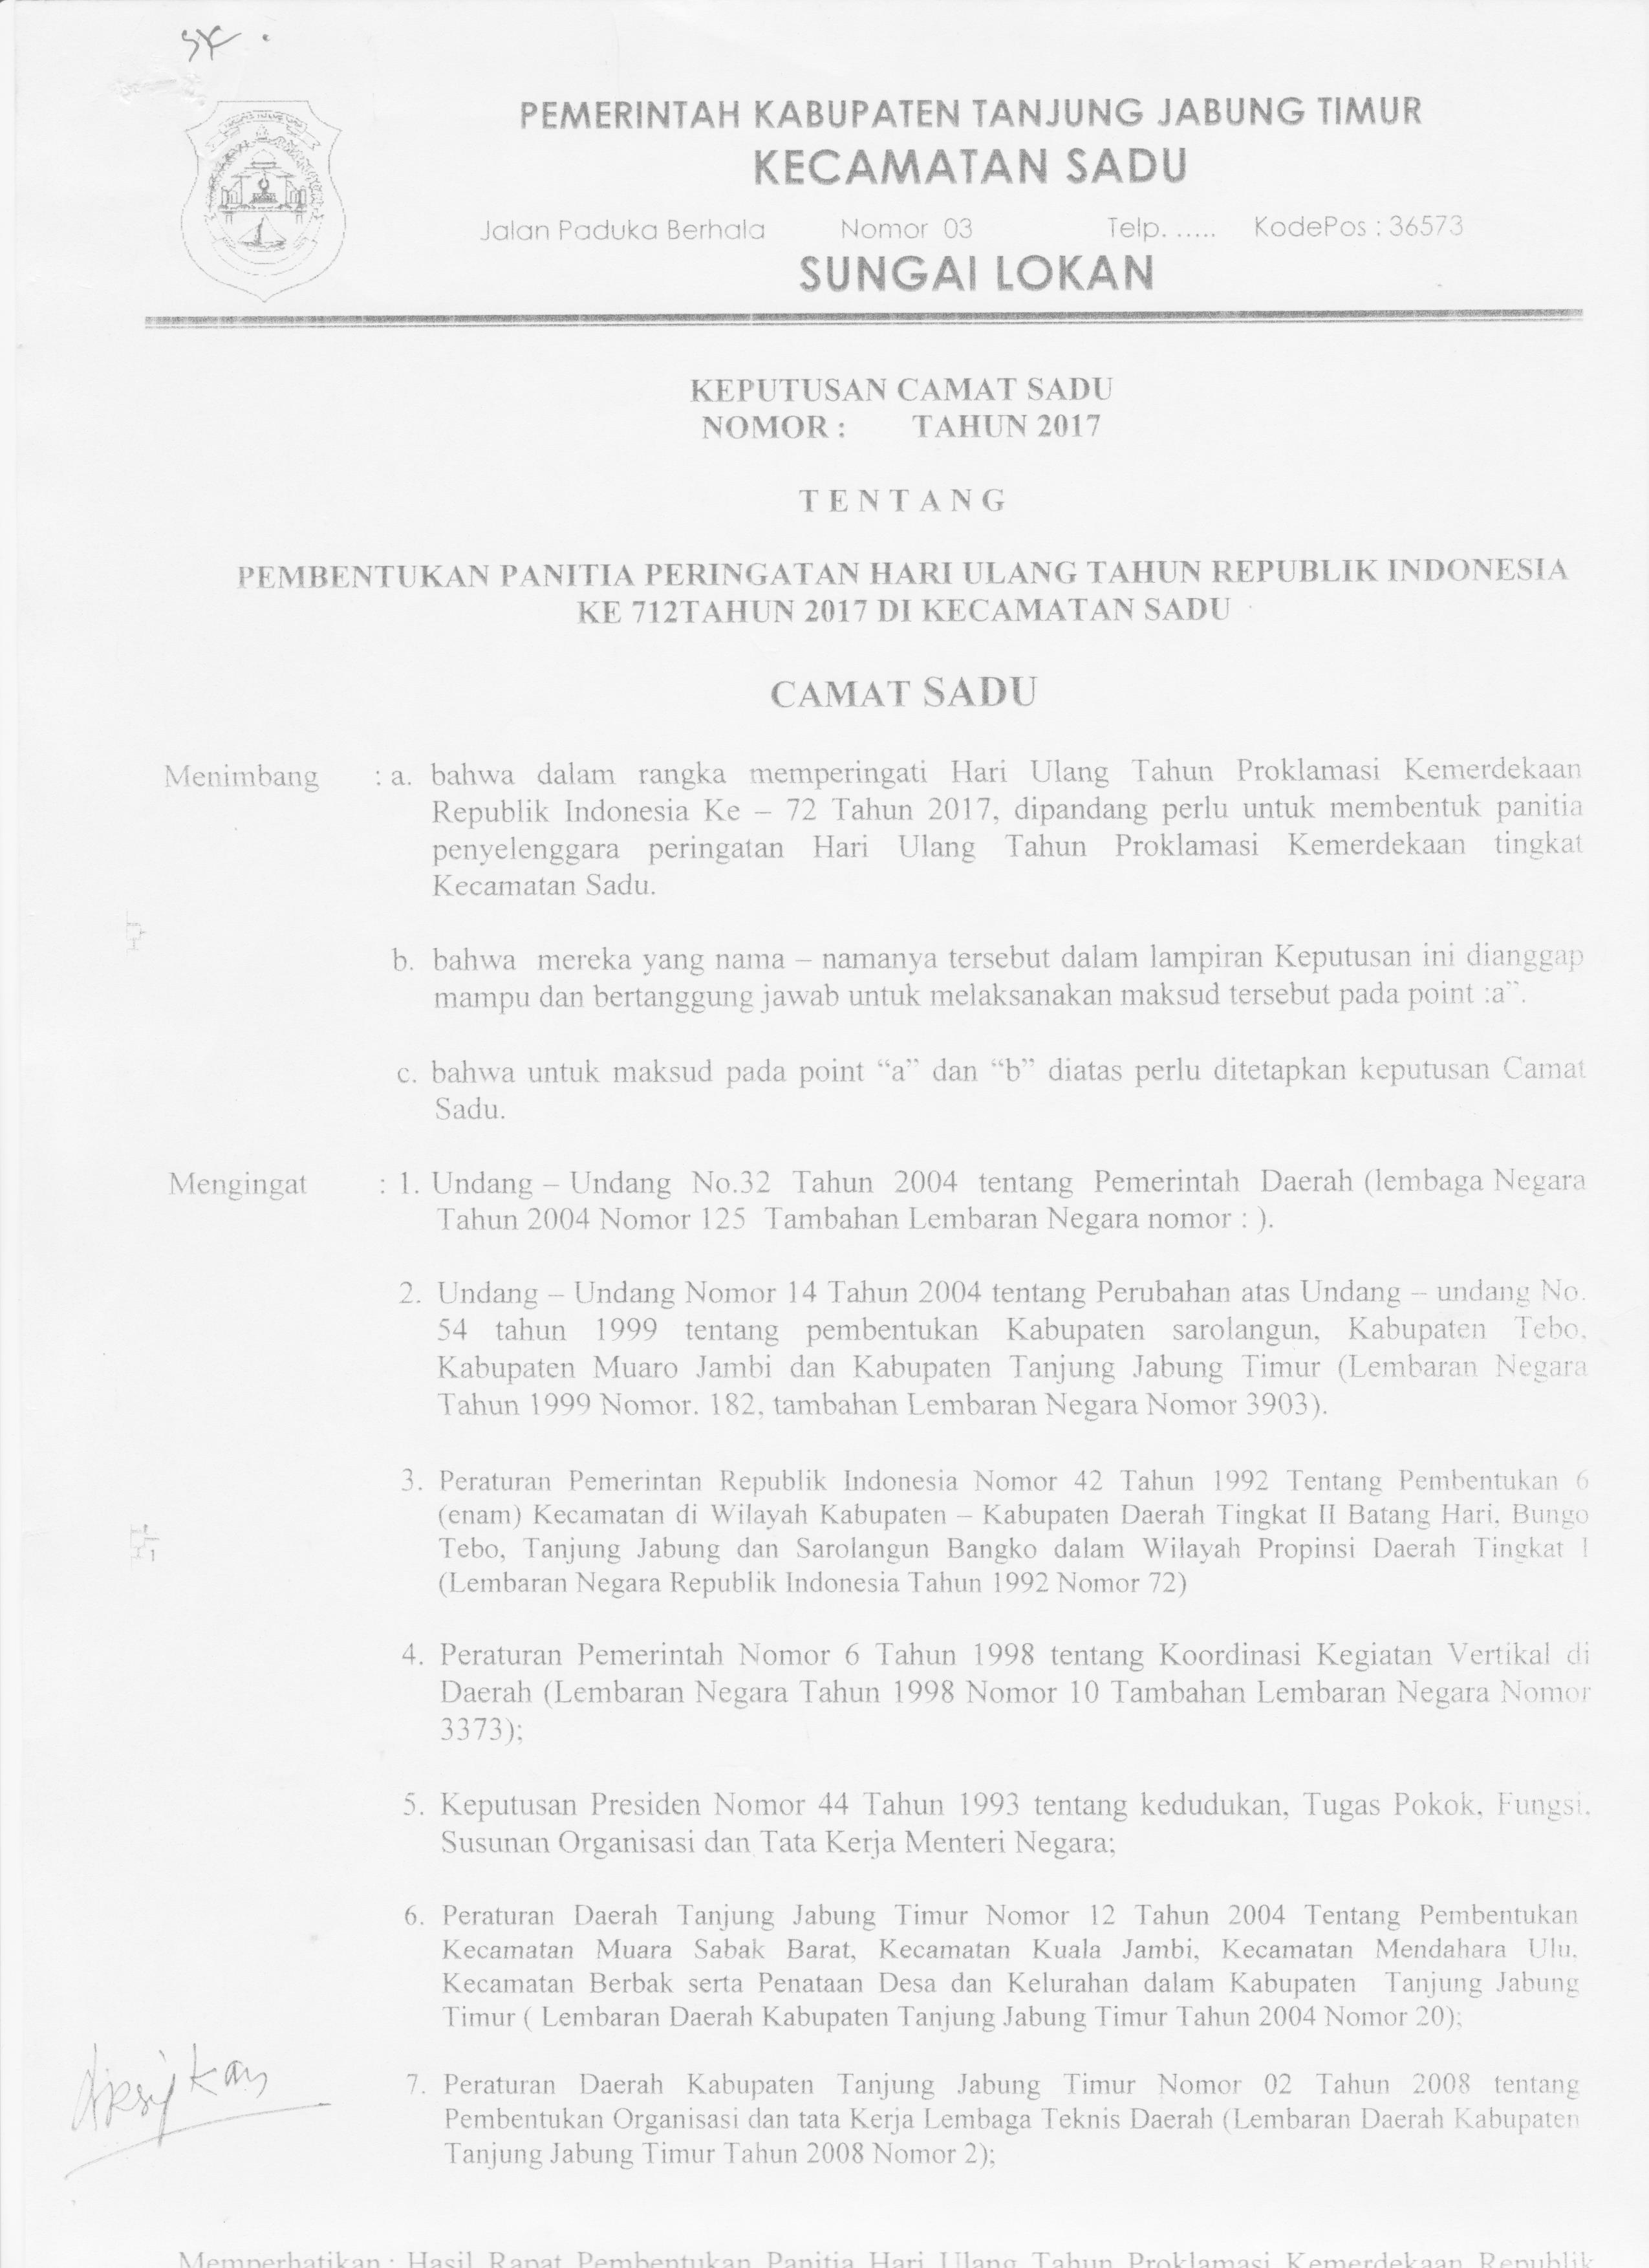 SK .
PEMERINTAH KABUPATEN TANJUNG JABUNG TIMUR
KECAMATAN SADU
Jalan Paduka Berhala Nomor 03 Telp. ..... KodePos : 36573
SUNGAI LOKAN
KEPUTUSAN CAMAT SADU
NOMOR : TAHUN 2017
T E N T A N G
PEMBENTUKAN PANITIA PERINGATAN HARI ULANG TAHUN REPUBLIK INDONESIA
KE 712TAHUN 2017 DI KECAMATAN SADU
CAMAT SADU
Menimbang : a. bahwa dalam rangka memperingati Hari Ulang Tahun Proklamasi Kemerdekaan
Republik Indonesia Ke – 72 Tahun 2017, dipandang perlu untuk membentuk panitia
penyelenggara peringatan Hari Ulang Tahun Proklamasi Kemerdekaan tingkat
Kecamatan Sadu.
b. bahwa mereka yang nama – namanya tersebut dalam lampiran Keputusan ini dianggap
mampu dan bertanggung jawab untuk melaksanakan maksud tersebut pada point :a”.
c. bahwa untuk maksud pada point “a” dan “b” diatas perlu ditetapkan keputusan Camat
Sadu.
Mengingat : 1. Undang – Undang No.32 Tahun 2004 tentang Pemerintah Daerah (lembaga Negara
Tahun 2004 Nomor 125 Tambahan Lembaran Negara nomor : ).
2. Undang – Undang Nomor 14 Tahun 2004 tentang Perubahan atas Undang – undang No.
54 tahun 1999 tentang pembentukan Kabupaten sarolangun, Kabupaten Tebo,
Kabupaten Muaro Jambi dan Kabupaten Tanjung Jabung Timur (Lembaran Negara
Tahun 1999 Nomor. 182, tambahan Lembaran Negara Nomor 3903).
3. Peraturan Pemerintan Republik Indonesia Nomor 42 Tahun 1992 Tentang Pembentukan 6
(enam) Kecamatan di Wilayah Kabupaten – Kabupaten Daerah Tingkat II Batang Hari, Bungo
Tebo, Tanjung Jabung dan Sarolangun Bangko dalam Wilayah Propinsi Daerah Tingkat I
(Lembaran Negara Republik Indonesia Tahun 1992 Nomor 72)
4. Peraturan Pemerintah Nomor 6 Tahun 1998 tentang Koordinasi Kegiatan Vertikal di
Daerah (Lembaran Negara Tahun 1998 Nomor 10 Tambahan Lembaran Negara Nomor
3373);
5. Keputusan Presiden Nomor 44 Tahun 1993 tentang kedudukan, Tugas Pokok, Fungsi,
Susunan Organisasi dan Tata Kerja Menteri Negara;
6. Peraturan Daerah Tanjung Jabung Timur Nomor 12 Tahun 2004 Tentang Pembentukan
Kecamatan Muara Sabak Barat, Kecamatan Kuala Jambi, Kecamatan Mendahara Ulu,
Kecamatan Berbak serta Penataan Desa dan Kelurahan dalam Kabupaten Tanjung Jabung
Timur ( Lembaran Daerah Kabupaten Tanjung Jabung Timur Tahun 2004 Nomor 20);
7. Peraturan Daerah Kabupaten Tanjung Jabung Timur Nomor 02 Tahun 2008 tentang
Pembentukan Organisasi dan tata Kerja Lembaga Teknis Daerah (Lembaran Daerah Kabupaten
Tanjung Jabung Timur Tahun 2008 Nomor 2);
Arsipkan
Memperhatikan : Hasil Rapat Pembentukan Panitia Hari Ulang Tahun Proklamasi Kemerdekaan Republik